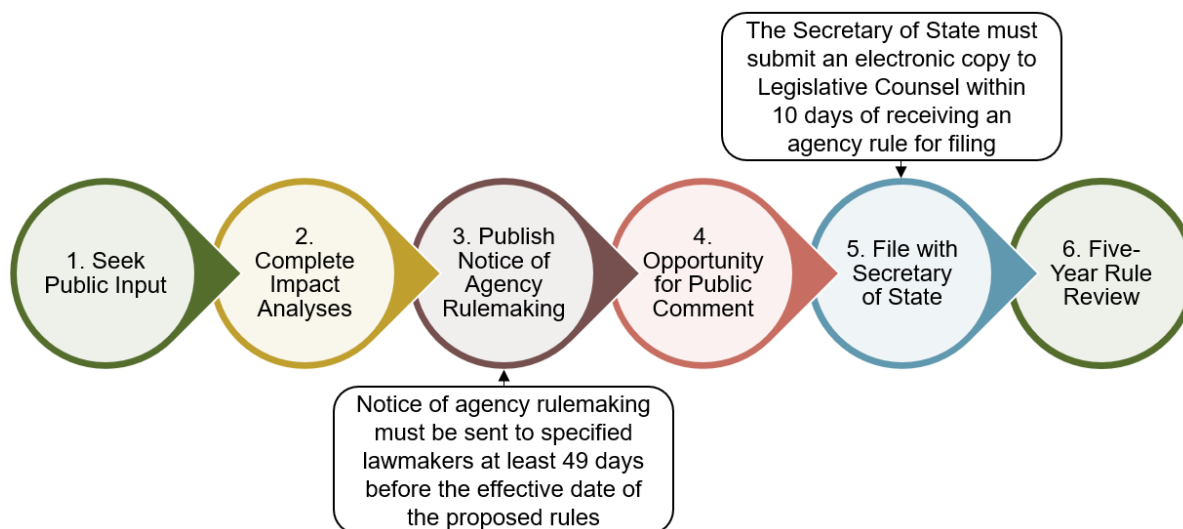 The Secretary of State must
submit an electronic copy to
Legislative Counsel within
10 days of receiving an
agency rule for filing
1. Seek
Public Input
2.
Complete
Impact
Analyses
3. Publish
Notice of
Agency
Rulemaking
4.
Opportunity
for Public
Comment
5. File with
Secretary
of State
6. Five-
Year Rule
Review
Notice of agency rulemaking
must be sent to specified
lawmakers at least 49 days
before the effective date of
the proposed rules